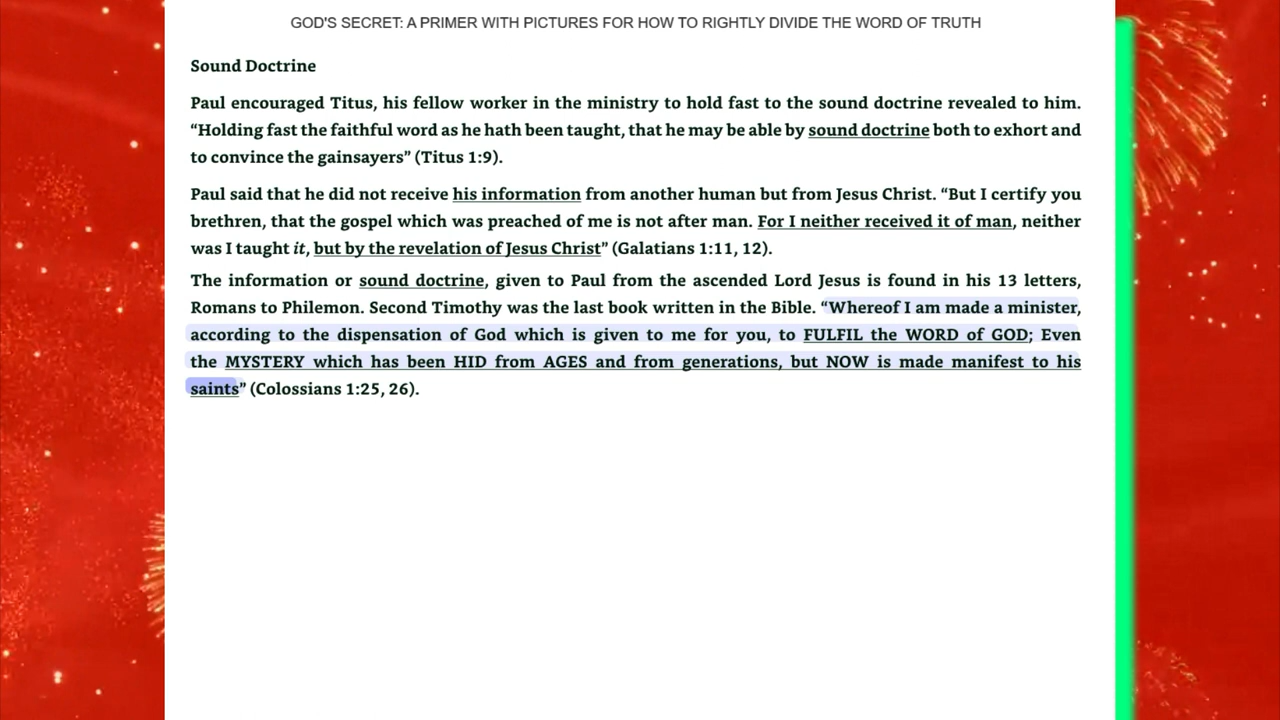 GOD'S SECRET: A PRIMER WITH PICTURES FOR HOW TO RIGHTLY DIVIDE THE WORD OF TRUTH
Sound Doctrine
Paul encouraged Titus, his fellow worker in the ministry to hold fast to the sound doctrine revealed to him.
“Holding fast the faithful word as he hath been taught, that he may be able by sound doctrine both to exhort and
to convince the gainsayers” (Titus 1:9).
Paul said that he did not receive his information from another human but from Jesus Christ. “But I certify you
brethren, that the gospel which was preached of me is not after man. For I neither received it of man, neither
was I taught it, but by the revelation of Jesus Christ” (Galatians 1:11, 12).
The information or sound doctrine, given to Paul from the ascended Lord Jesus is found in his 13 letters,
Romans to Philemon. Second Timothy was the last book written in the Bible. “Whereof I am made a minister,
according to the dispensation of God which is given to me for you, to FULFIL the WORD of GOD; Even
the MYSTERY which has been HID from AGES and from generations, but NOW is made manifest to his
saints” (Colossians 1:25, 26).